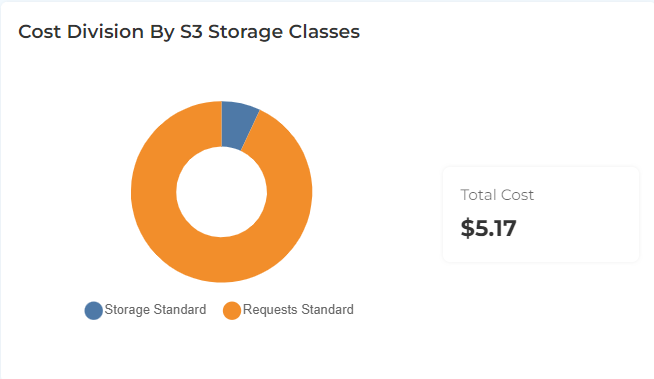 Cost Division By S3 Storage Classes
Total Cost
$5.17
Storage Standard
Requests Standard